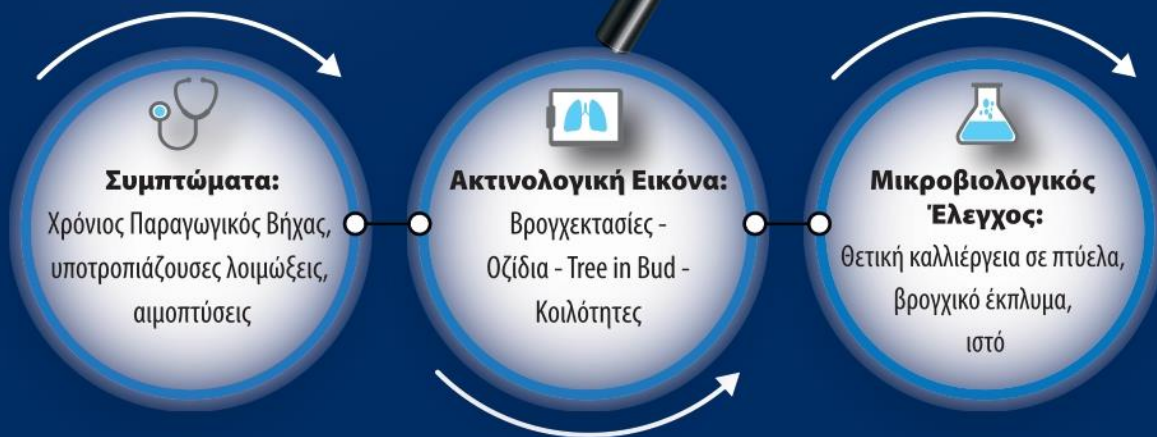 Συμπτώματα:
Χρόνιος Παραγωγικός Βήχας,
υποτροπιάζουσες λοιμώξεις,
αιμοπτύσεις
Ακτινολογική Εικόνα:
Βρογχεκτασίες -
Οζίδια - Tree in Bud -
Κοιλότητες
Μικροβιολογικός
Έλεγχος:
Θετική καλλιέργεια σε πτύελα,
βρογχικό έκπλυμα,
ιστό